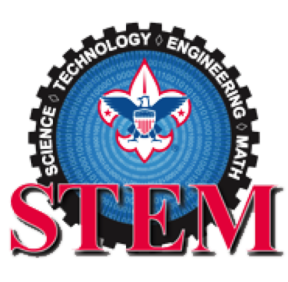 SCIENCE ◊ TECHNOLOGY ◊ ENGINEERING ◊ MATH
STEM